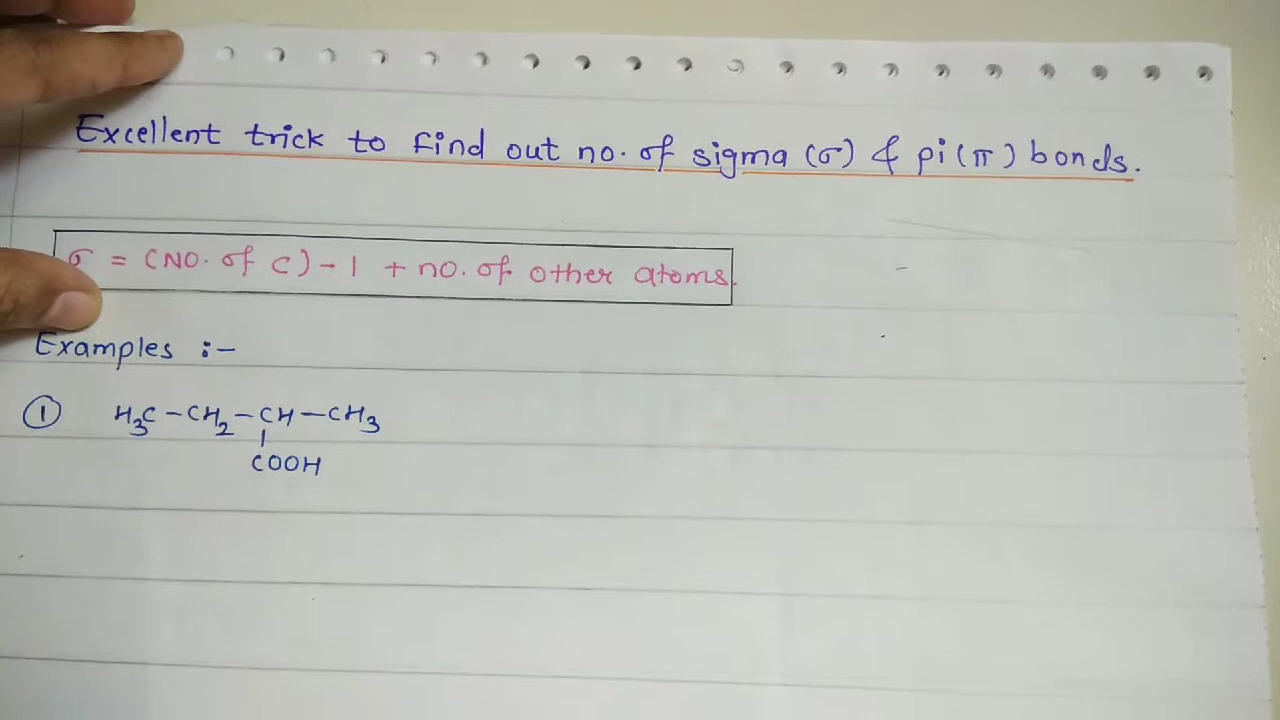 Excellent trick to find out no. of sigma (σ) & pi (π) bonds.
σ = (NO. of C) - 1 + no. of other atoms.
Examples :-
① H₃C - CH₂ - CH - CH₃
|
COOH